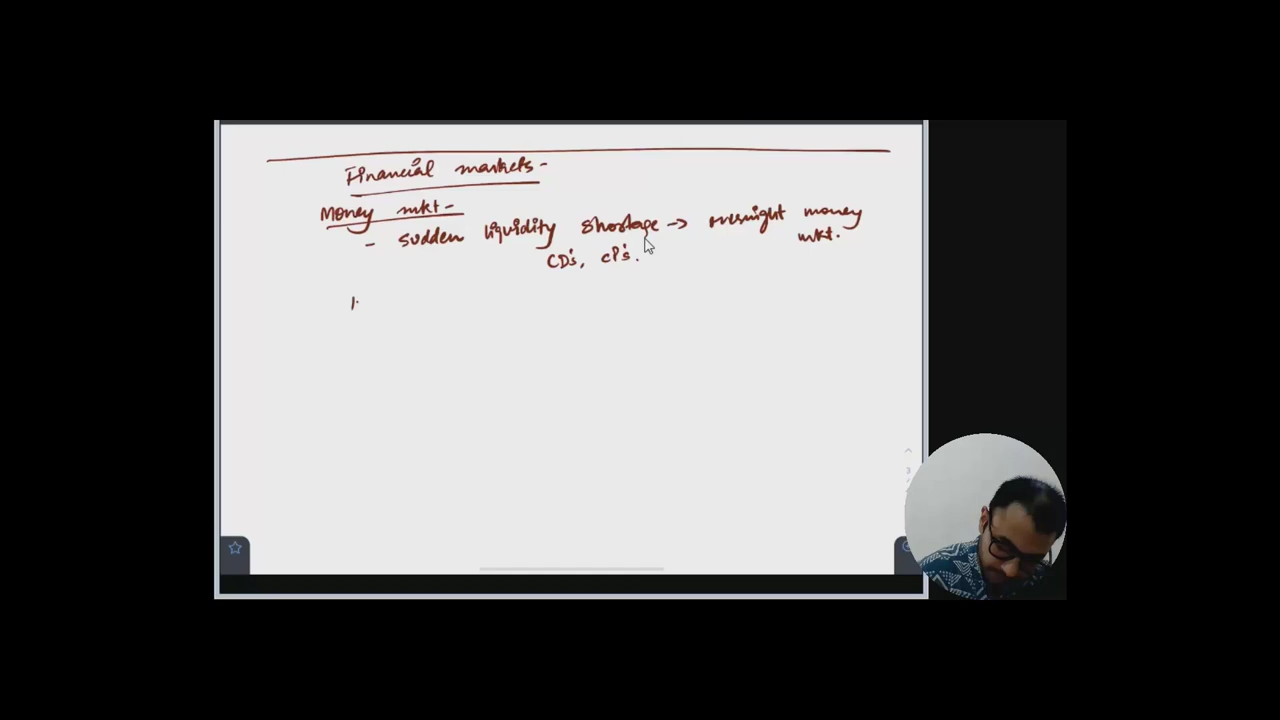 Financial markets-
Money mkt-
- sudden liquidity shortage → overnight money mkt.
CD's, CP's.